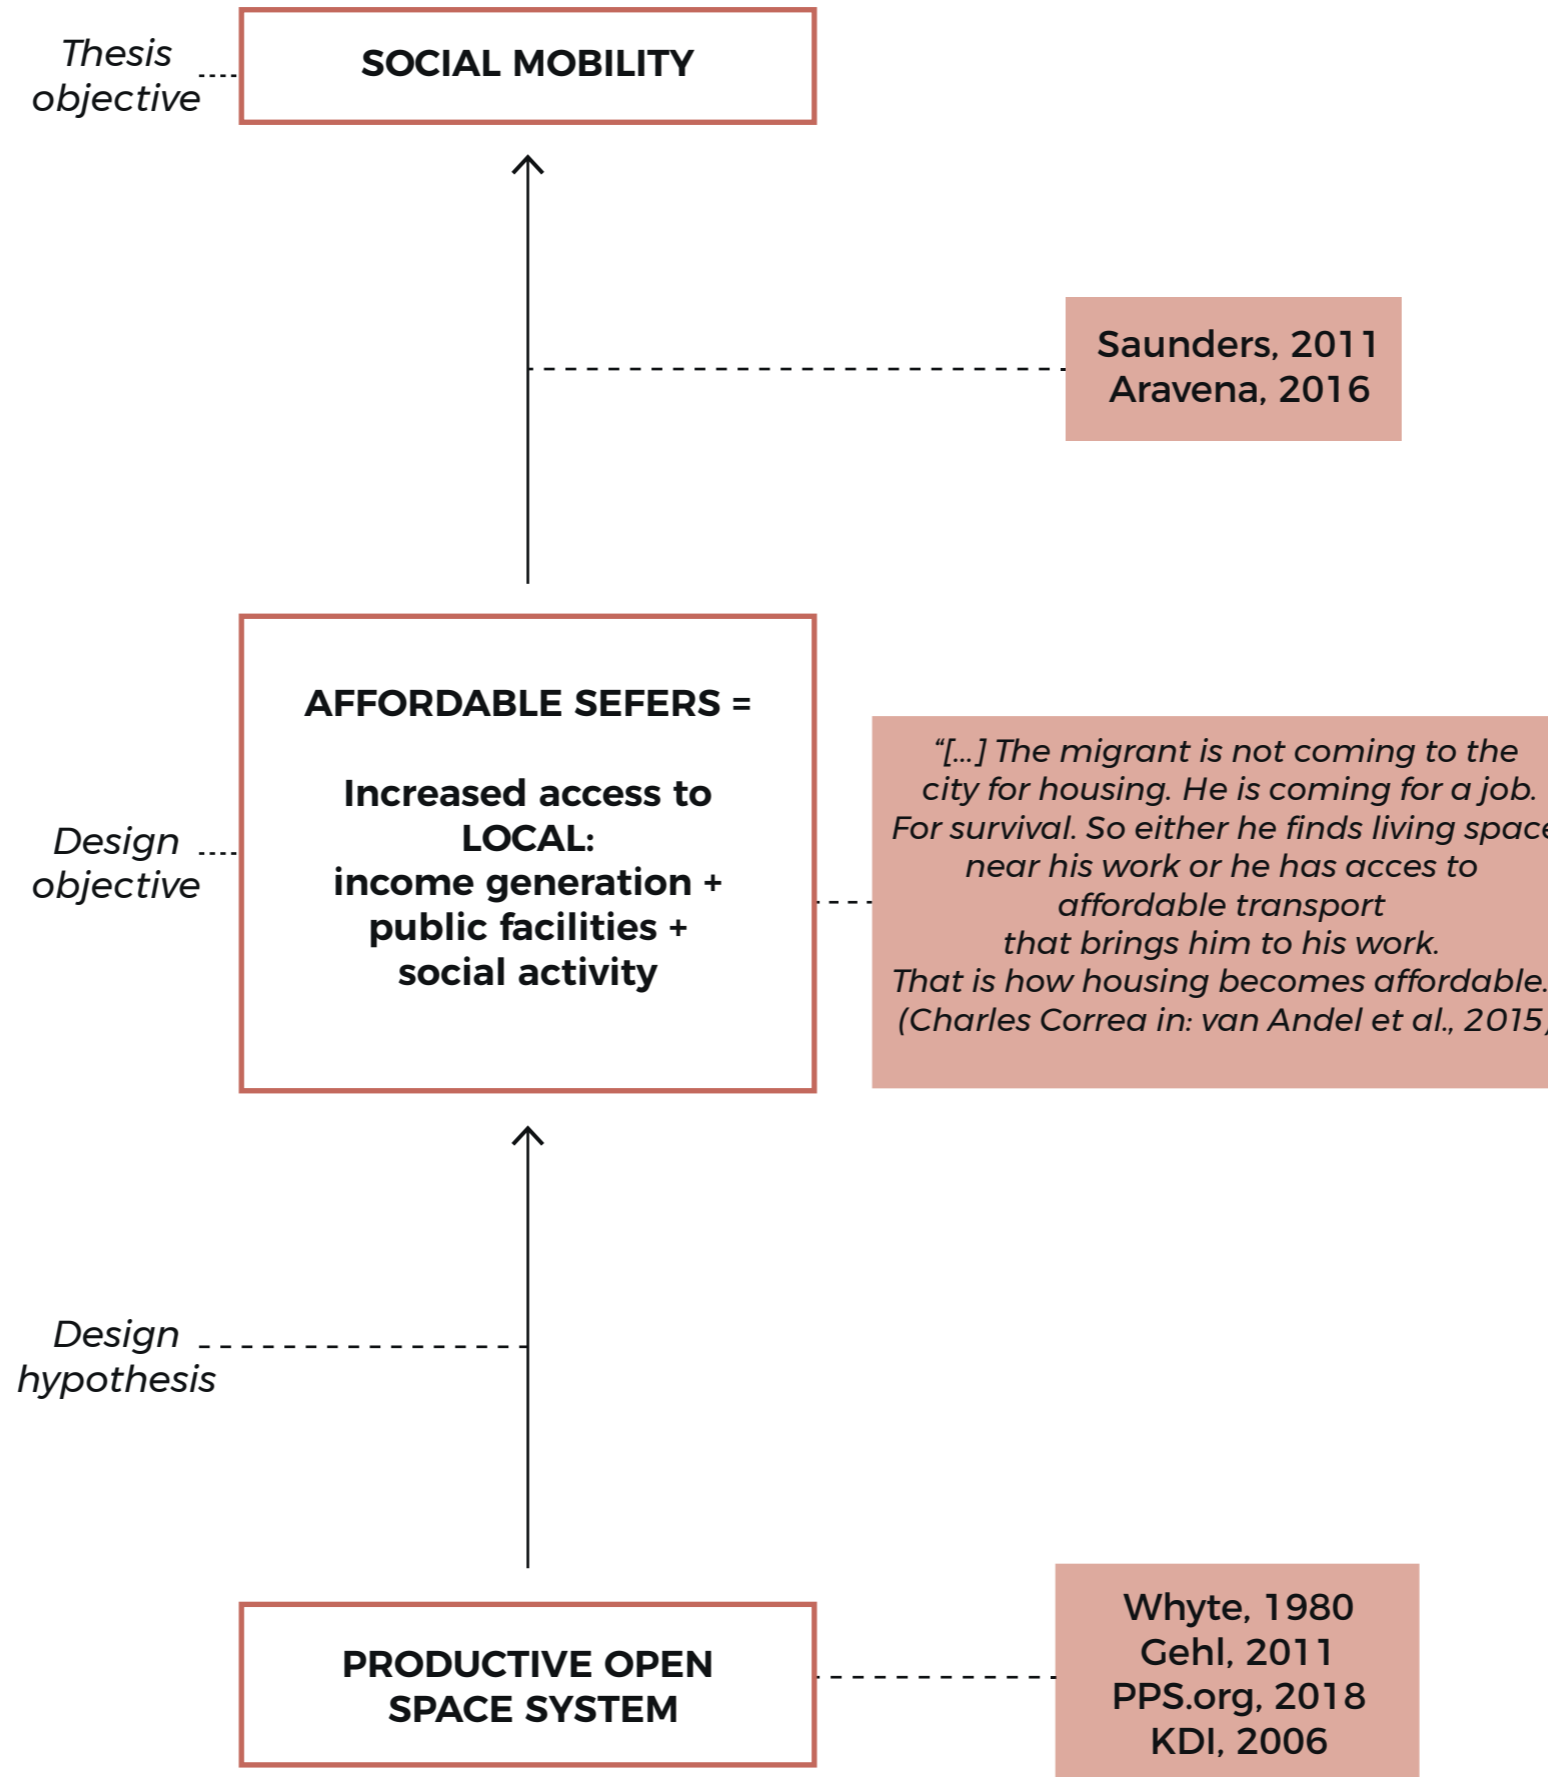 Thesis
objective
SOCIAL MOBILITY
Saunders, 2011
Aravena, 2016
Design
objective
AFFORDABLE SEFERS =
Increased access to
LOCAL:
income generation +
public facilities +
social activity
“[...] The migrant is not coming to the
city for housing. He is coming for a job.
For survival. So either he finds living space
near his work or he has acces to
affordable transport
that brings him to his work.
That is how housing becomes affordable.
(Charles Correa in: van Andel et al., 2015)
Design
hypothesis
PRODUCTIVE OPEN
SPACE SYSTEM
Whyte, 1980
Gehl, 2011
PPS.org, 2018
KDI, 2006